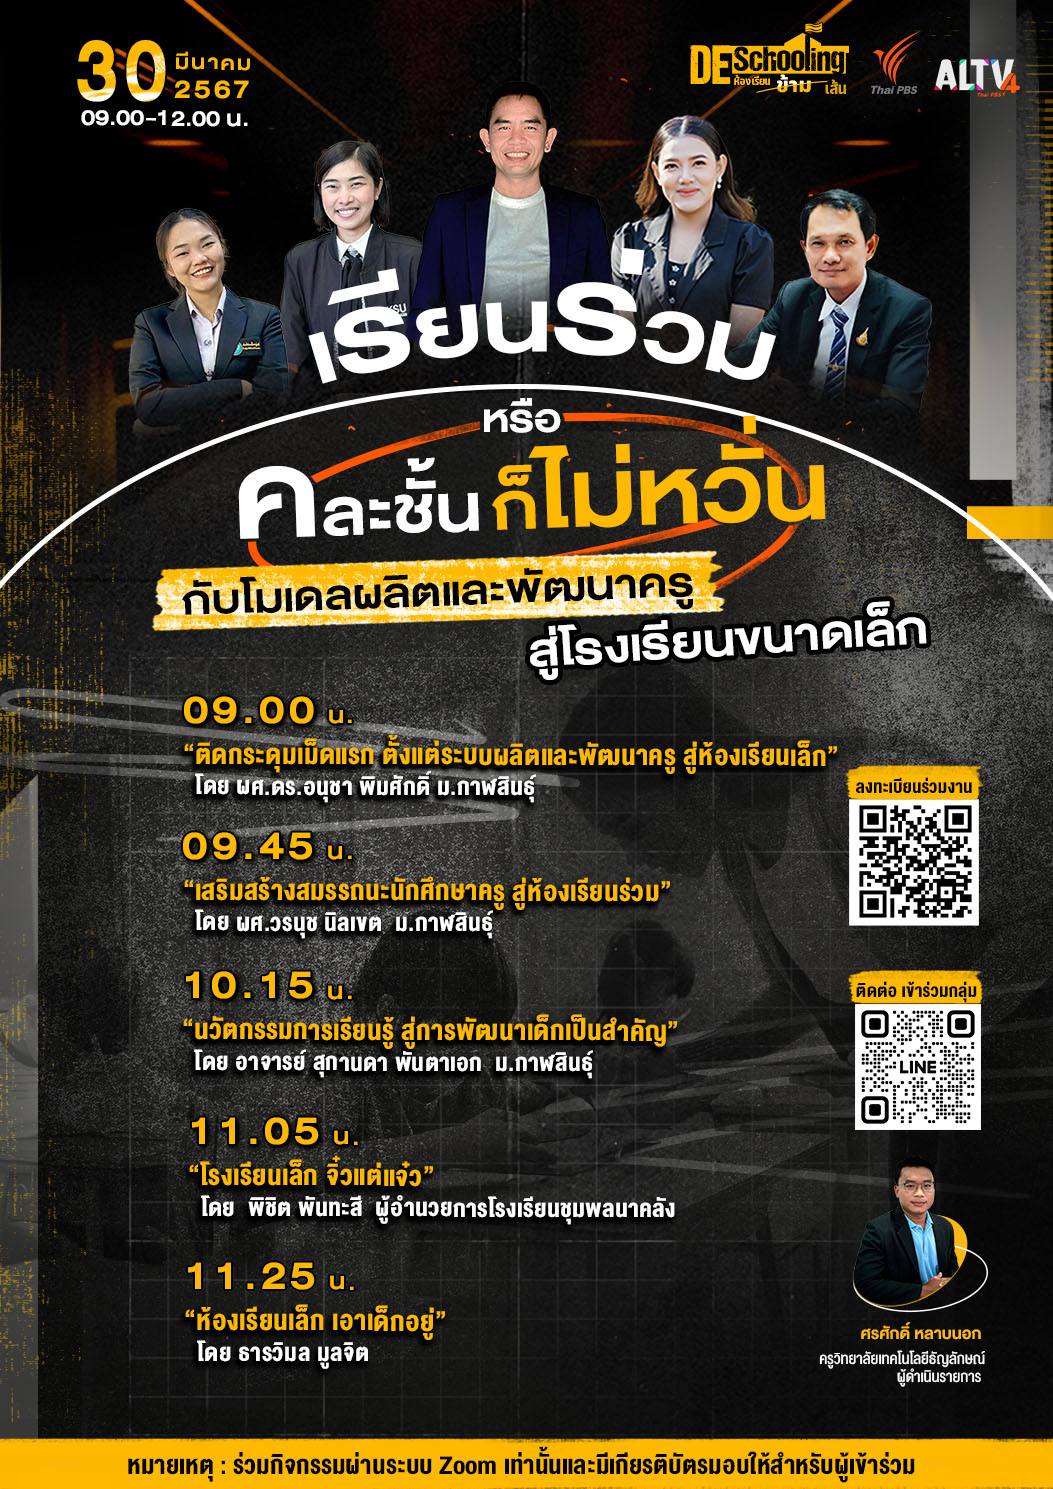 30
มีนาคม
2567
09.00-12.00 น.
DESchooling
ห้องเรียน ข้าม เส้น
Thai PBS
ALTV4
Thai PBS
เรียนร่วม
หรือ
คละชั้น ก็ไม่หวั่น
กับโมเดลผลิตและพัฒนาครู
สู่โรงเรียนขนาดเล็ก
09.00 น.
“ติดกระดุมเม็ดแรก ตั้งแต่ระบบผลิตและพัฒนาครู สู่ห้องเรียนเล็ก”
โดย ผศ.ดร.อนุชา พิมศักดิ์ ม.กาฬสินธุ์
ลงทะเบียนร่วมงาน
09.45 น.
“เสริมสร้างสมรรถนะนักศึกษาครู สู่ห้องเรียนร่วม”
โดย ผศ.วรนุช นิลเขต ม.กาฬสินธุ์
10.15 น.
“นวัตกรรมการเรียนรู้ สู่การพัฒนาเด็กเป็นสำคัญ”
โดย อาจารย์ สุกานดา พันตาเอก ม.กาฬสินธุ์
ติดต่อ เข้าร่วมกลุ่ม
LINE
11.05 น.
“โรงเรียนเล็ก จิ๋วแต่แจ๋ว”
โดย พิชิต พันทะสี ผู้อำนวยการโรงเรียนชุมพลนาคลัง
11.25 น.
“ห้องเรียนเล็ก เอาเด็กอยู่”
โดย ธารวิมล มูลจิต
ศรศักดิ์ หลาบนอก
ครูวิทยาลัยเทคโนโลยีธัญลักษณ์
ผู้ดำเนินรายการ
หมายเหตุ : ร่วมกิจกรรมผ่านระบบ Zoom เท่านั้นและมีเกียรติบัตรมอบให้สำหรับผู้เข้าร่วม